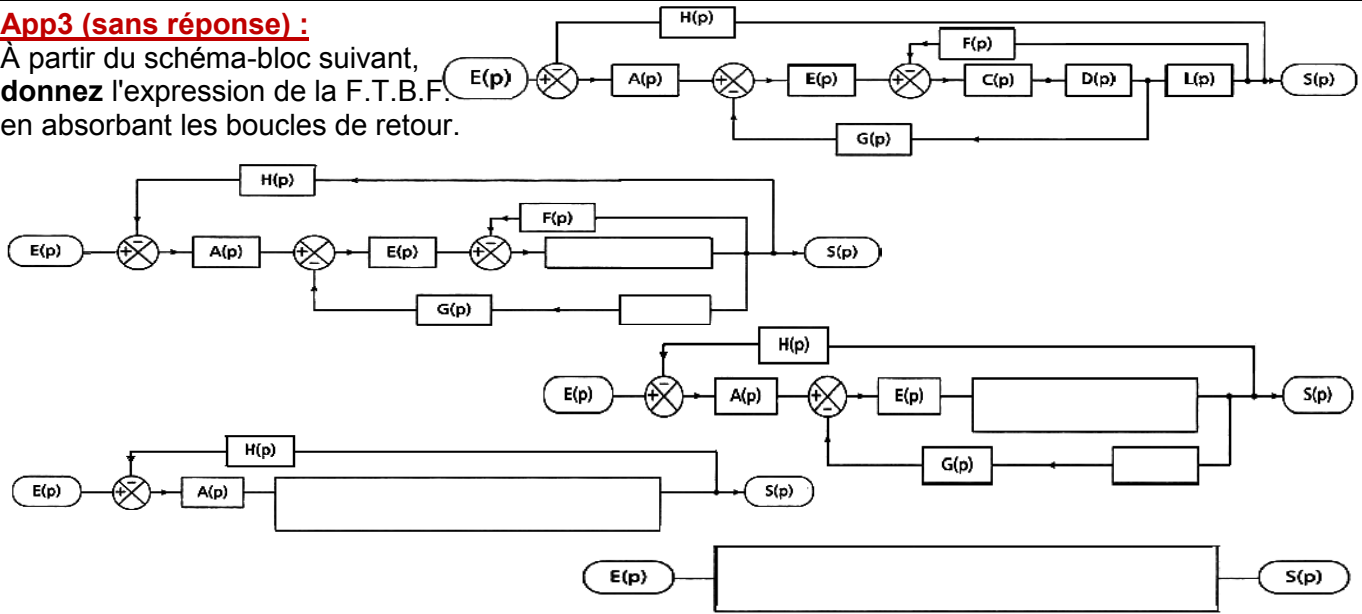 App3 (sans réponse) :
À partir du schéma-bloc suivant,
donnez l'expression de la F.T.B.F.
en absorbant les boucles de retour.
H(p)
F(p)
E(p) + − A(p) + − E(p) + − C(p) D(p) L(p) S(p)
G(p)
H(p)
F(p)
E(p) + − A(p) + − E(p) + − S(p)
G(p)
H(p)
E(p) + − A(p) + − E(p) S(p)
G(p)
H(p)
E(p) + − A(p) S(p)
E(p) S(p)